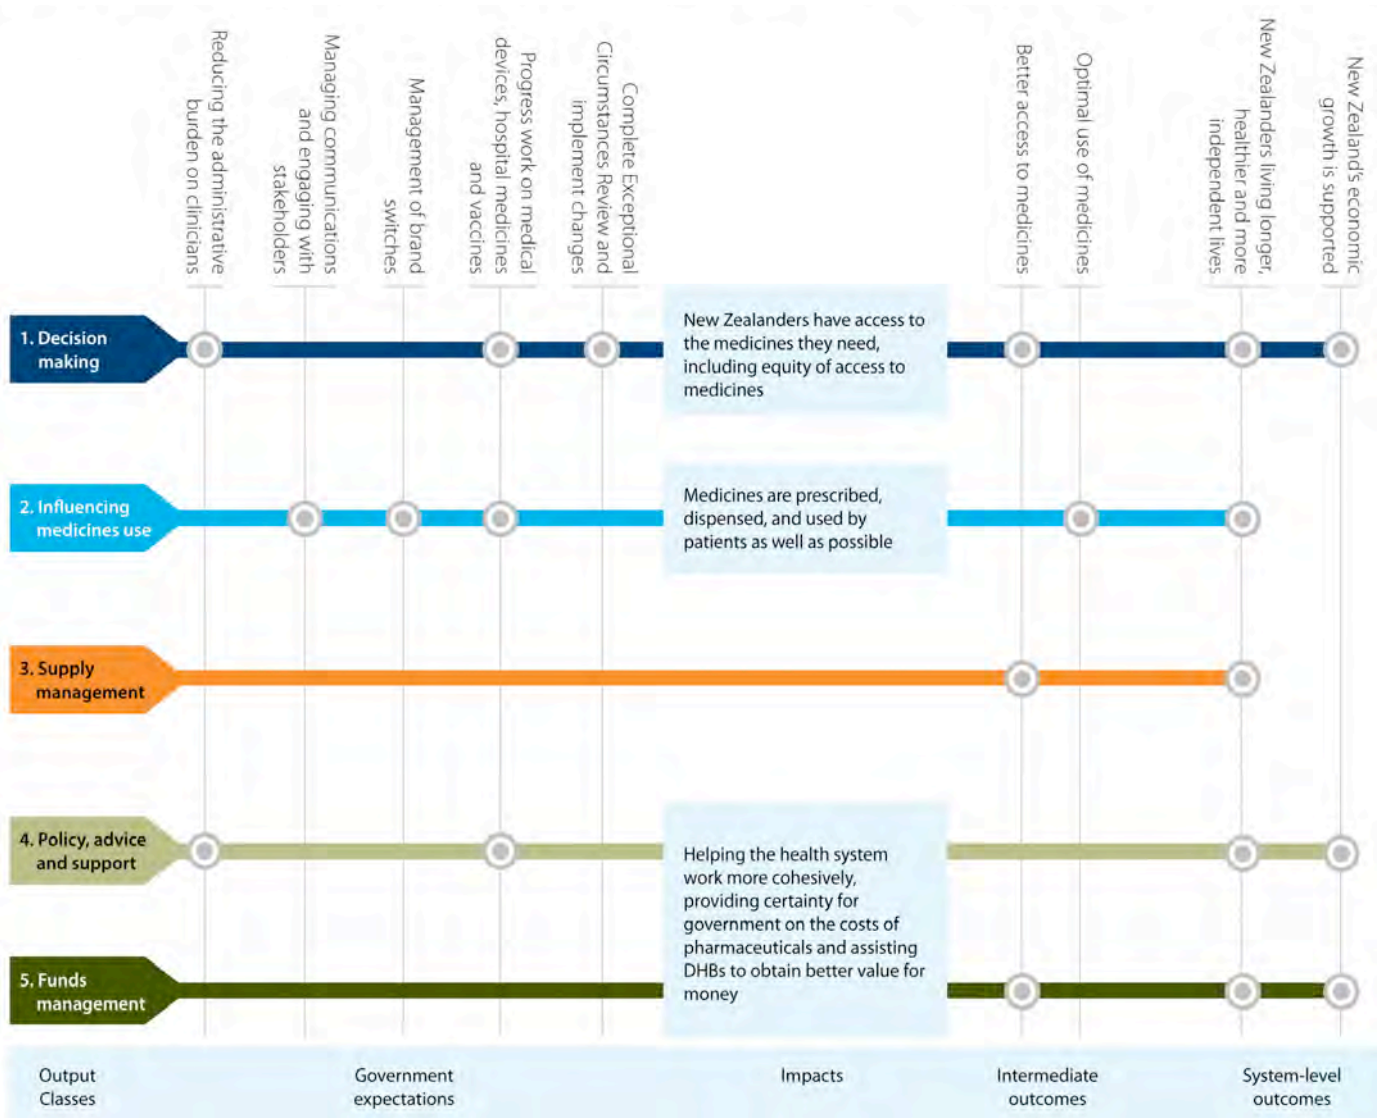 Reducing the administrative
burden on clinicians
Managing communications
and engaging with
stakeholders
Management of brand
switches
Progress work on medical
devices, hospital medicines
and vaccines
Complete Exceptional
Circumstances Review and
implement changes
Better access to medicines
Optimal use of medicines
New Zealanders living longer,
healthier and more
independent lives
New Zealand's economic
growth is supported
1. Decision
making
New Zealanders have access to
the medicines they need,
including equity of access to
medicines
2. Influencing
medicines use
Medicines are prescribed,
dispensed, and used by
patients as well as possible
3. Supply
management
4. Policy, advice
and support
Helping the health system
work more cohesively,
providing certainty for
government on the costs of
pharmaceuticals and assisting
DHBs to obtain better value for
money
5. Funds
management
Output
Classes
Government
expectations
Impacts
Intermediate
outcomes
System-level
outcomes